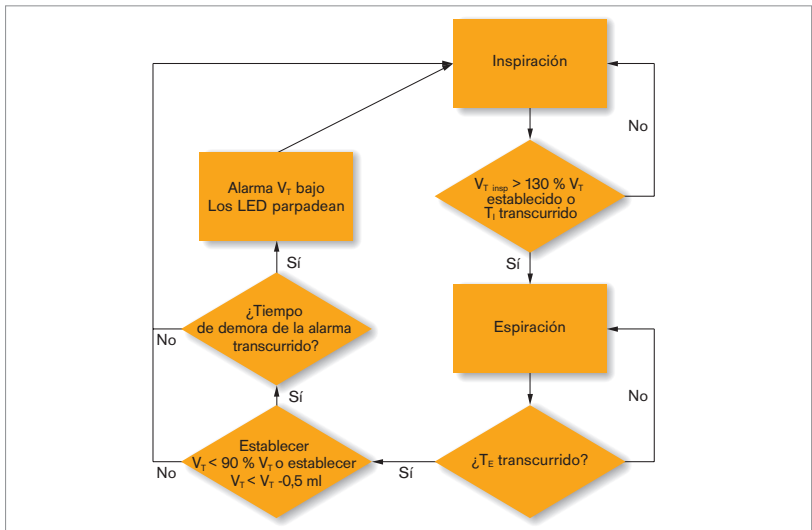 Inspiración
No
V_T insp > 130 % V_T
establecido o
T_I transcurrido
Sí
Espiración
No
¿T_E transcurrido?
Sí
Establecer
V_T < 90 % V_T o establecer
V_T < V_T -0,5 ml
No
Sí
¿Tiempo
de demora de la alarma
transcurrido?
No
Sí
Alarma V_T bajo
Los LED parpadean